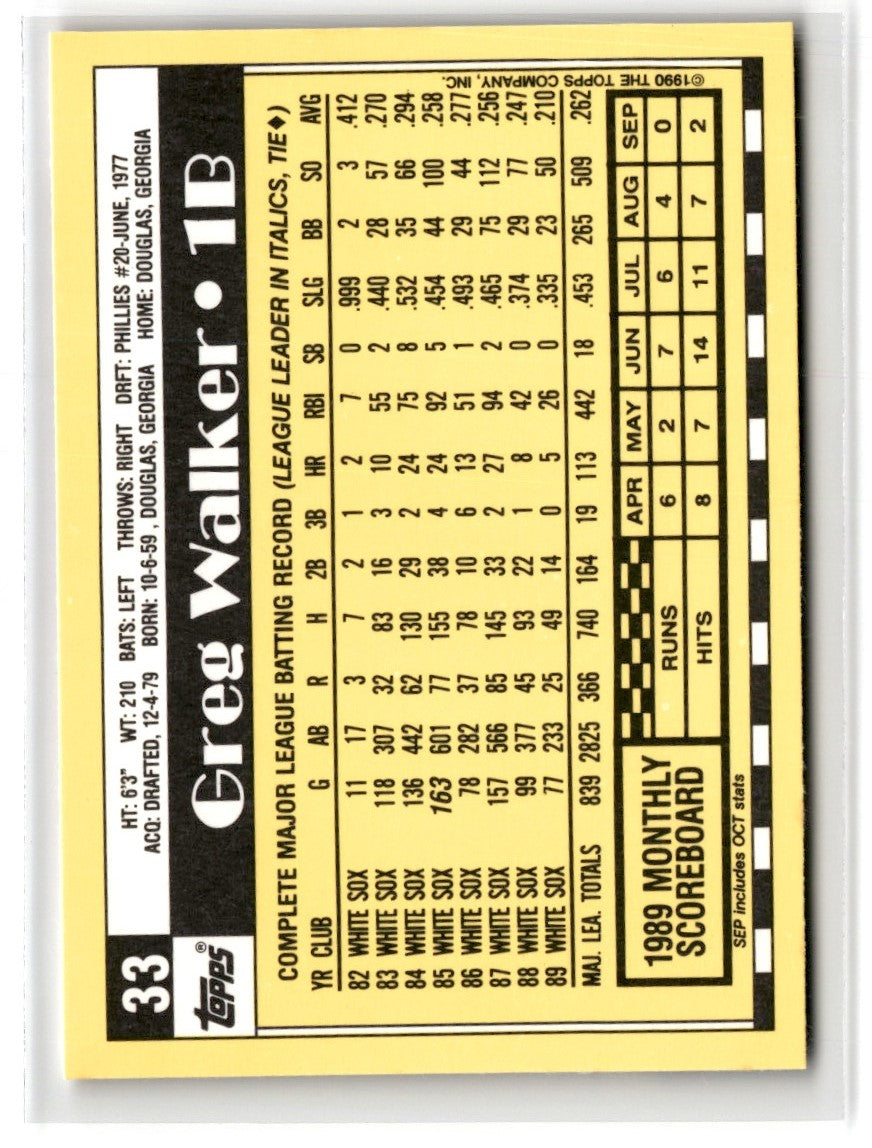 33
HT: 6'3" WT: 210 BATS: LEFT THROWS: RIGHT DRFT: PHILLIES #20-JUNE, 1977
ACQ: DRAFTED, 12-4-79 BORN: 10-6-59 , DOUGLAS, GEORGIA HOME: DOUGLAS, GEORGIA
TOPPS®
Greg Walker • 1B
COMPLETE MAJOR LEAGUE BATTING RECORD (LEAGUE LEADER IN ITALICS, TIE◆)
YR CLUB G AB R H 2B 3B HR RBI SB SLG BB SO AVG
82 WHITE SOX 11 17 3 7 2 1 2 7 0 .999 2 3 .412
83 WHITE SOX 118 307 32 83 16 3 10 55 2 .440 28 57 .270
84 WHITE SOX 136 442 62 130 29 2 24 75 8 .532 35 66 .294
85 WHITE SOX 163 601 77 155 38 4 24 92 5 .454 44 100 .258
86 WHITE SOX 78 282 37 78 10 6 13 51 1 .493 29 44 .277
87 WHITE SOX 157 566 85 145 33 2 27 94 2 .465 75 112 .256
88 WHITE SOX 99 377 45 93 22 1 8 42 0 .374 29 77 .247
89 WHITE SOX 77 233 25 49 14 0 5 26 0 .335 23 50 .210
MAJ. LEA. TOTALS 839 2825 366 740 164 19 113 442 18 .453 265 509 .262
1989 MONTHLY
SCOREBOARD
APR MAY JUN JUL AUG SEP
RUNS 6 2 7 6 4 0
HITS 8 7 14 11 7 2
SEP includes OCT stats
©1990 THE TOPPS COMPANY, INC.